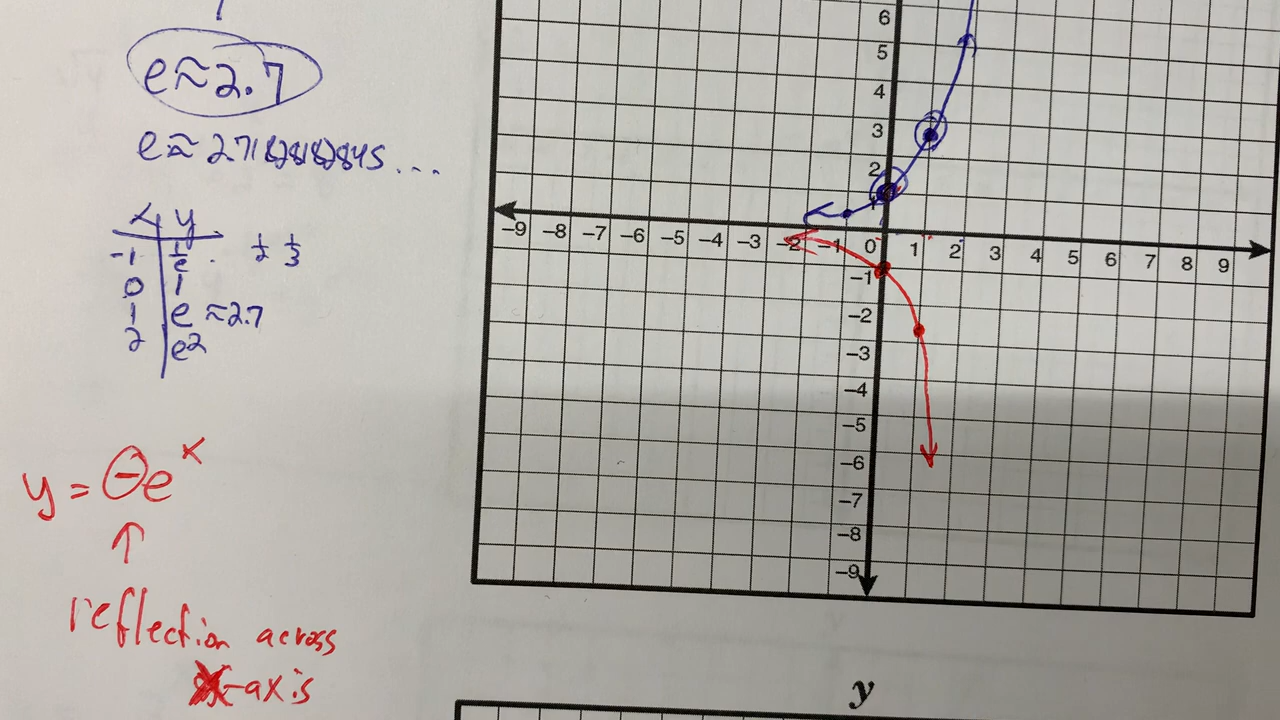 e≈2.7
e≈2.71828182845...
x y
-1 1/e . 1/2 1/3
0 1
1 e ≈2.7
2 e²
y = -eˣ
↑
reflection across
x-axis
6
5
4
3
2
1
-9 -8 -7 -6 -5 -4 -3 -2 -1 0 1 2 3 4 5 6 7 8 9
-1
-2
-3
-4
-5
-6
-7
-8
-9
y